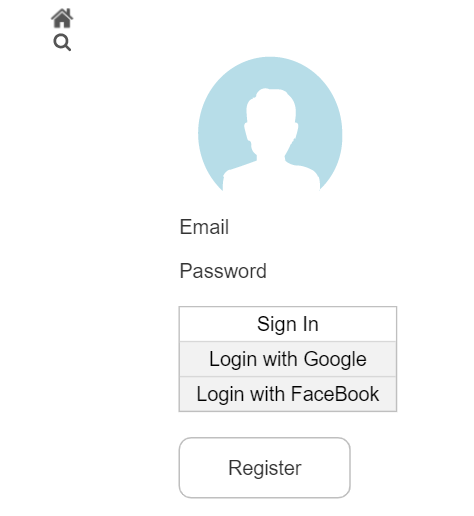 Email
Password
Sign In
Login with Google
Login with FaceBook
Register